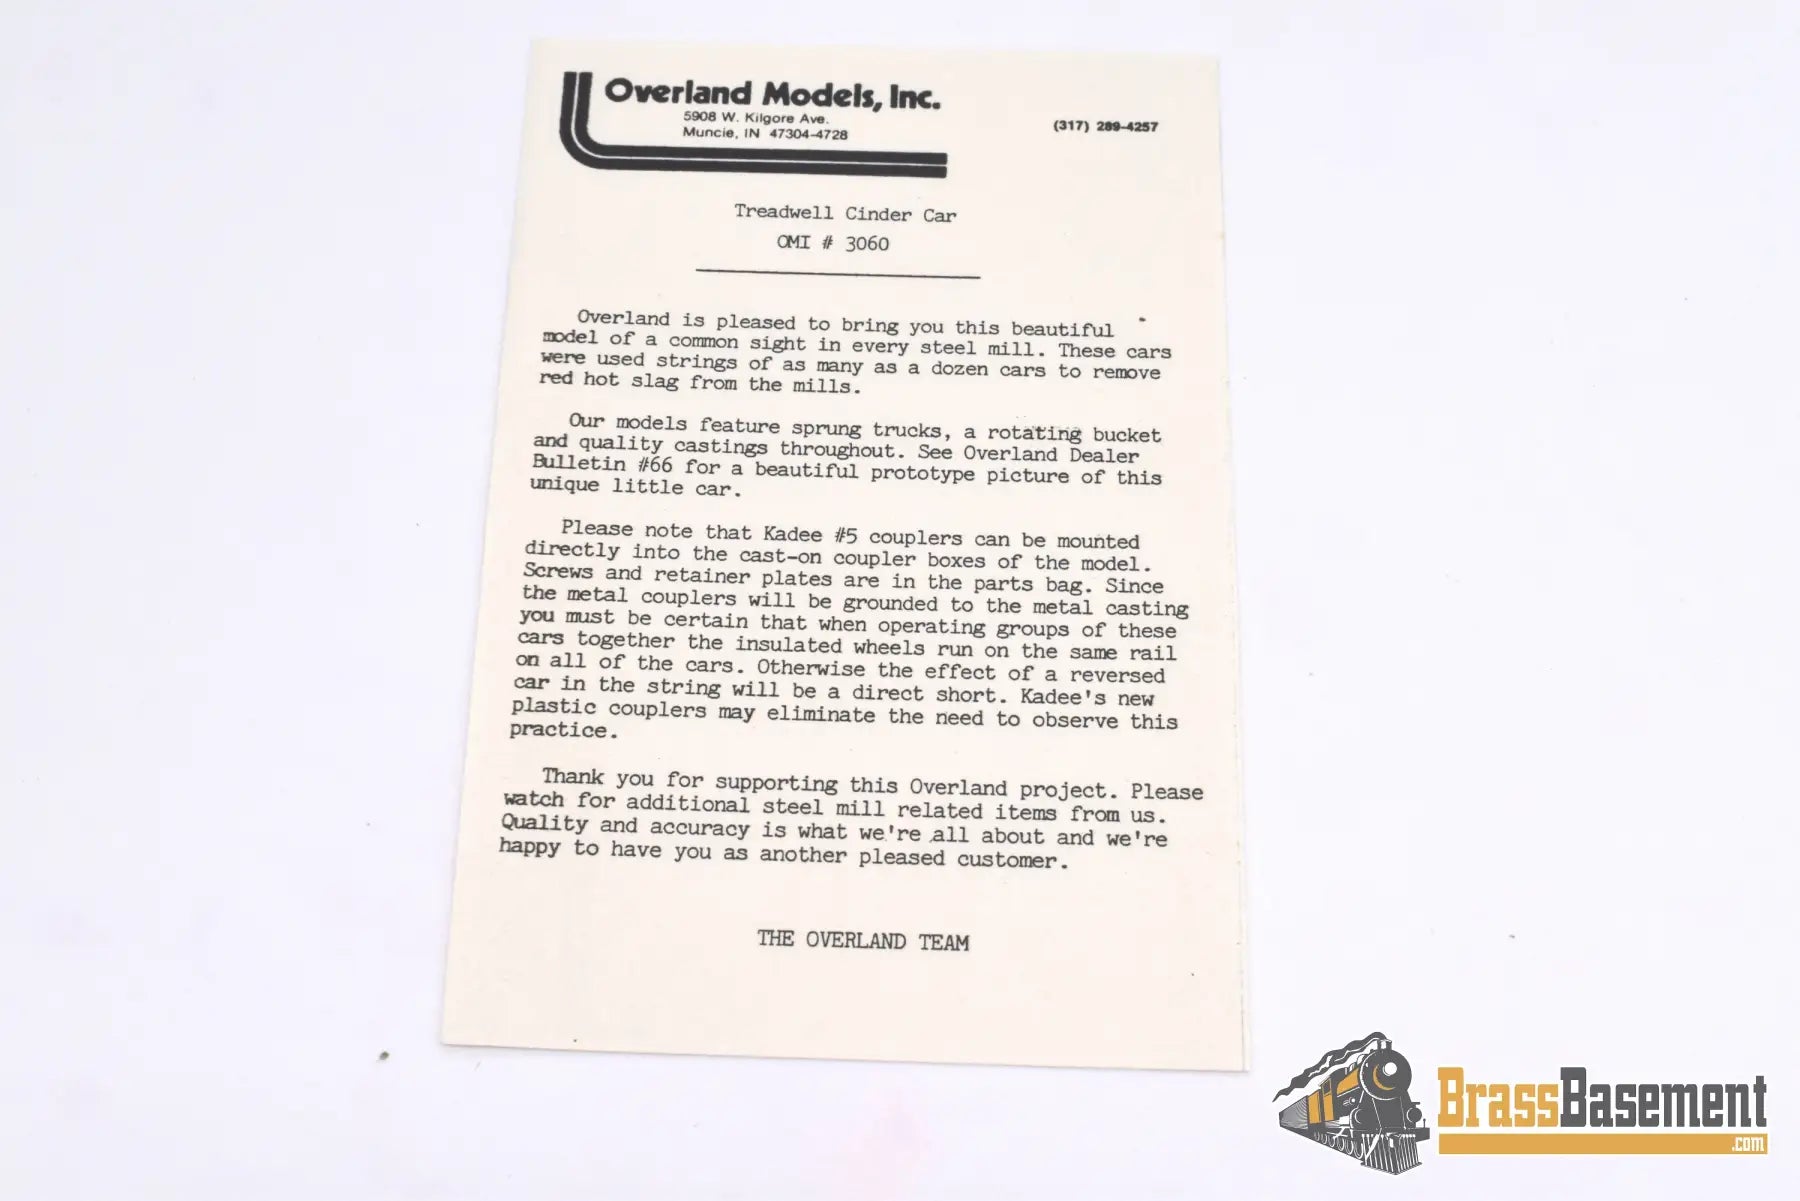 Overland Models, Inc.
5908 W. Kilgore Ave.
Muncie, IN 47304-4728
(317) 289-4257
Treadwell Cinder Car
OMI # 3060
Overland is pleased to bring you this beautiful
model of a common sight in every steel mill. These cars
were used strings of as many as a dozen cars to remove
red hot slag from the mills.
Our models feature sprung trucks, a rotating bucket
and quality castings throughout. See Overland Dealer
Bulletin #66 for a beautiful prototype picture of this
unique little car.
Please note that Kadee #5 couplers can be mounted
directly into the cast-on coupler boxes of the model.
Screws and retainer plates are in the parts bag. Since
the metal couplers will be grounded to the metal casting
you must be certain that when operating groups of these
cars together the insulated wheels run on the same rail
on all of the cars. Otherwise the effect of a reversed
car in the string will be a direct short. Kadee's new
plastic couplers may eliminate the need to observe this
practice.
Thank you for supporting this Overland project. Please
watch for additional steel mill related items from us.
Quality and accuracy is what we're all about and we're
happy to have you as another pleased customer.
THE OVERLAND TEAM
BrassBasement
.com